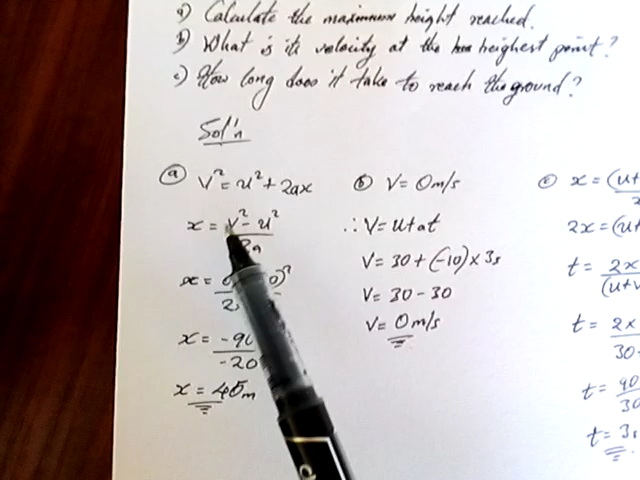 a) Calculate the maximum height reached.
b) What is its velocity at the highest point?
c) How long does it take to reach the ground?
Sol'n
(a) V² = u² + 2ax
x = V² - u²
2a
x =
x = -90
-20
x = 45m
(b) V = 0m/s
∴ V = u+at
V = 30 + (-10) × 3s
V = 30 - 30
V = 0m/s
(c) x = (u+
2x = (u+
t = 2x
(u+v
t = 2x
30
t = 90
30
t = 3s